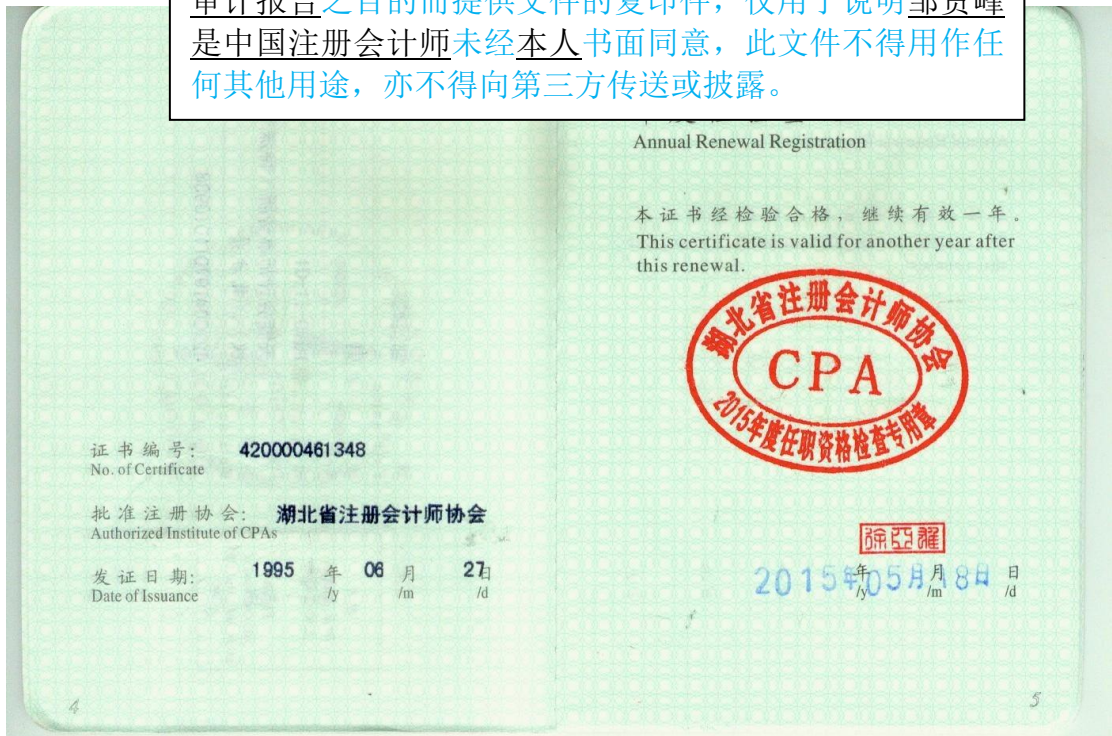 审计报告之目的而提供文件的复印件，仅用于说明邹 峰
是中国注册会计师未经本人书面同意，此文件不得用作任
何其他用途，亦不得向第三方传送或披露。
证书编号： 420000461348
No. of Certificate
批准注册协会： 湖北省注册会计师协会
Authorized Institute of CPAs
发证日期： 1995 年 06 月 27日
Date of Issuance /y /m /d
4
Annual Renewal Registration
本证书经检验合格，继续有效一年。
This certificate is valid for another year after
this renewal.
湖北省注册会计师协会
CPA
2015年度任职资格检查专用章
徐亞雄
2015年05月18日
年 月 日
/y /m /d
5